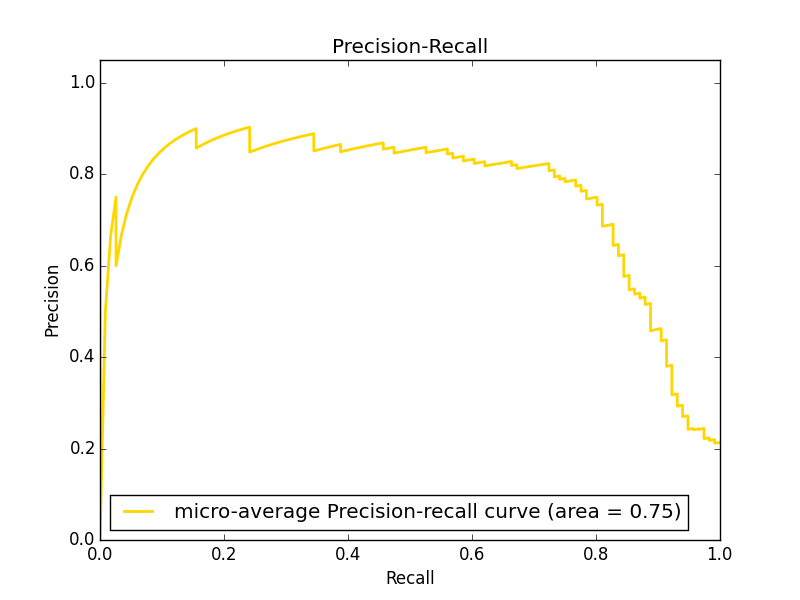 Precision-Recall
1.0
0.8
0.6
0.4
0.2
0.0
Precision
micro-average Precision-recall curve (area = 0.75)
0.0 0.2 0.4 0.6 0.8 1.0
Recall